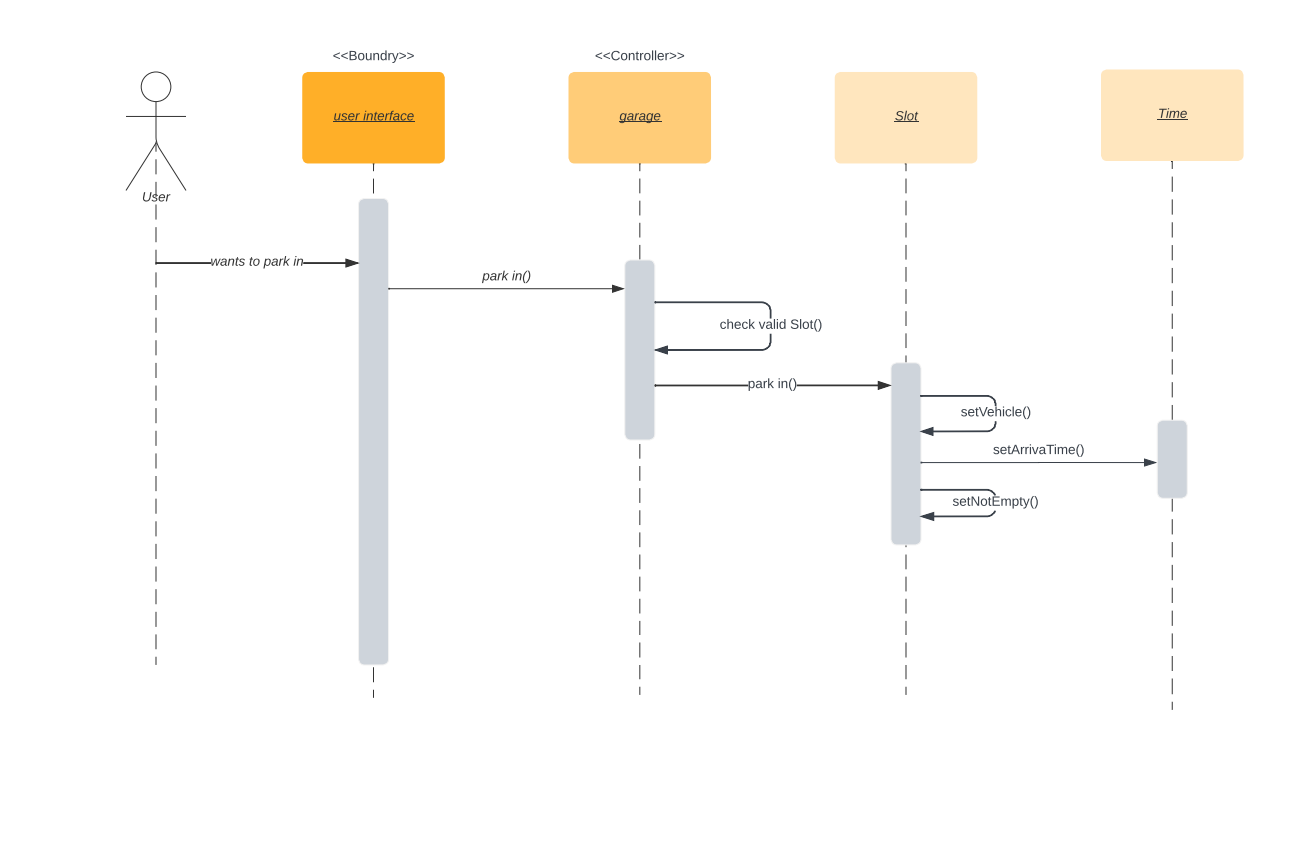 <<Boundry>>
<<Controller>>
user interface
garage
Slot
Time
User
wants to park in
park in()
check valid Slot()
park in()
setVehicle()
setArrivaTime()
setNotEmpty()